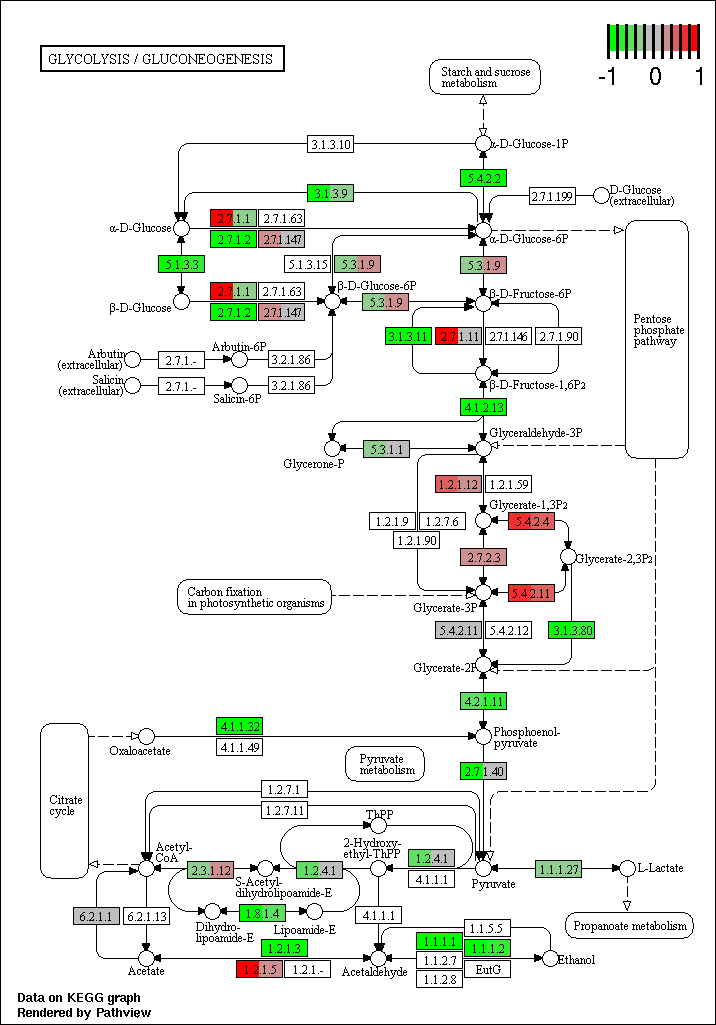 GLYCOLYSIS / GLUCONEOGENESIS
-1 0 1
Starch and sucrose
metabolism
3.1.3.10
α-D-Glucose-1P
5.4.2.2
3.1.3.9
2.7.1.199
D-Glucose
(extracellular)
α-D-Glucose
2.7.1.1
2.7.1.63
2.7.1.2
2.7.1.147
α-D-Glucose-6P
5.1.3.3
5.1.3.15
5.3.1.9
5.3.1.9
β-D-Glucose
2.7.1.1
2.7.1.63
2.7.1.2
2.7.1.147
β-D-Glucose-6P
5.3.1.9
β-D-Fructose-6P
Pentose
phosphate
pathway
3.1.3.11
2.7.1.11
2.7.1.146
2.7.1.90
Arbutin
(extracellular)
2.7.1.-
Arbutin-6P
3.2.1.86
Salicin
(extracellular)
2.7.1.-
Salicin-6P
3.2.1.86
β-D-Fructose-1,6P2
4.1.2.13
Glyceraldehyde-3P
Glycerone-P
5.3.1.1
1.2.1.12
1.2.1.59
Glycerate-1,3P2
1.2.1.9
1.2.7.6
1.2.1.90
5.4.2.4
2.7.2.3
Glycerate-2,3P2
Carbon fixation
in photosynthetic organisms
5.4.2.11
Glycerate-3P
5.4.2.11
5.4.2.12
3.1.3.80
Glycerate-2P
4.2.1.11
4.1.1.32
4.1.1.49
Oxaloacetate
Phosphoenol-
pyruvate
Citrate
cycle
Pyruvate
metabolism
2.7.1.40
1.2.7.1
1.2.7.11
ThPP
Acetyl-
CoA
2-Hydroxy-
ethyl-ThPP
2.3.1.12
S-Acetyl-
dihydrolipoamide-E
1.2.4.1
1.2.4.1
4.1.1.1
Pyruvate
1.1.1.27
L-Lactate
6.2.1.1
6.2.1.13
Dihydro-
lipoamide-E
1.8.1.4
Lipoamide-E
4.1.1.1
Propanoate metabolism
1.2.1.3
1.2.1.5
1.2.1.-
Acetate
Acetaldehyde
1.1.5.5
1.1.1.1
1.1.1.2
1.1.2.7
EutG
1.1.2.8
Ethanol
Data on KEGG graph
Rendered by Pathview